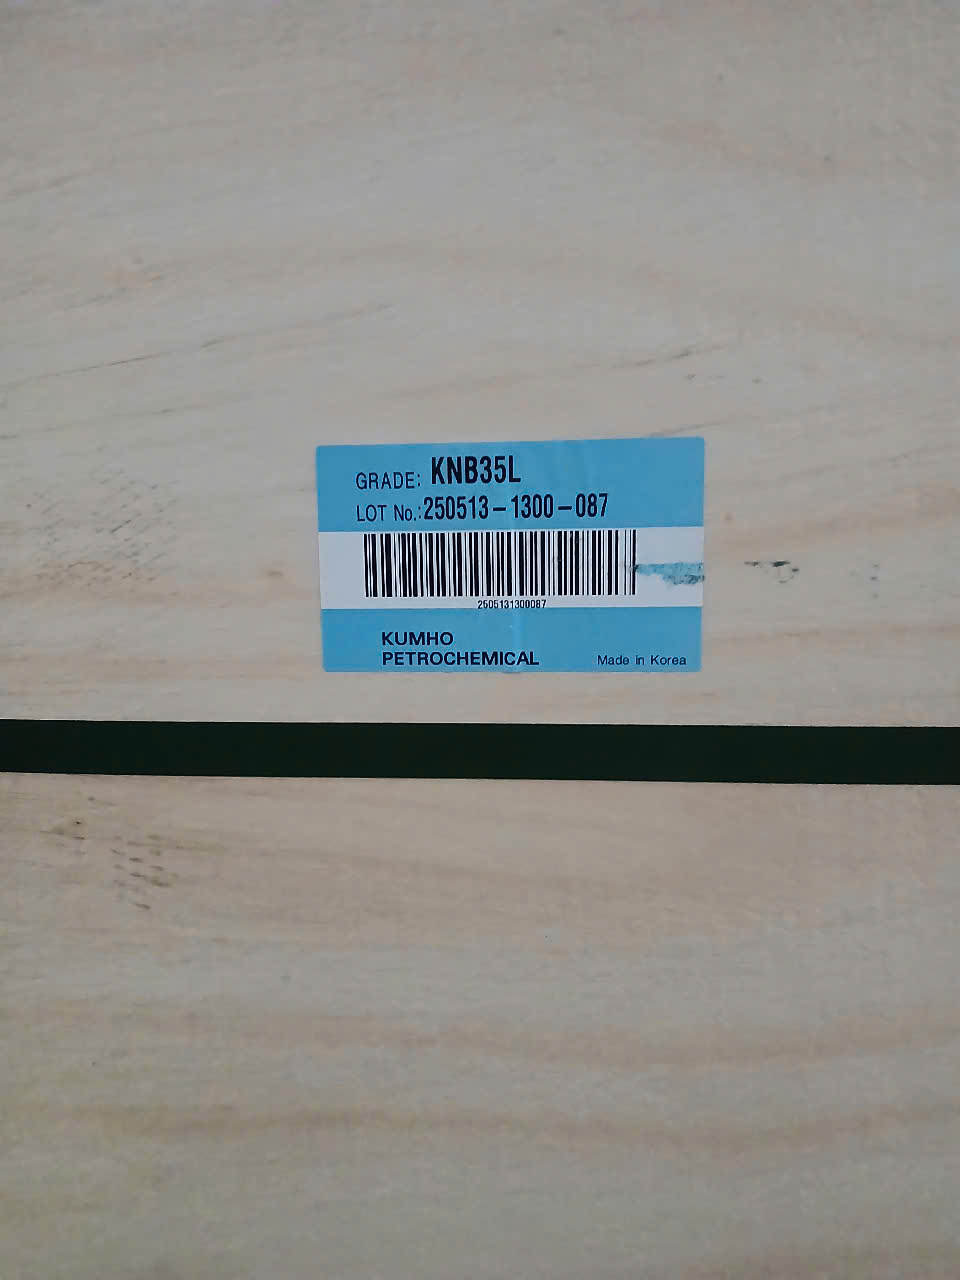 GRADE: KNB35L
LOT No.:250513-1300-087
2505131300087
KUMHO
PETROCHEMICAL
Made in Korea